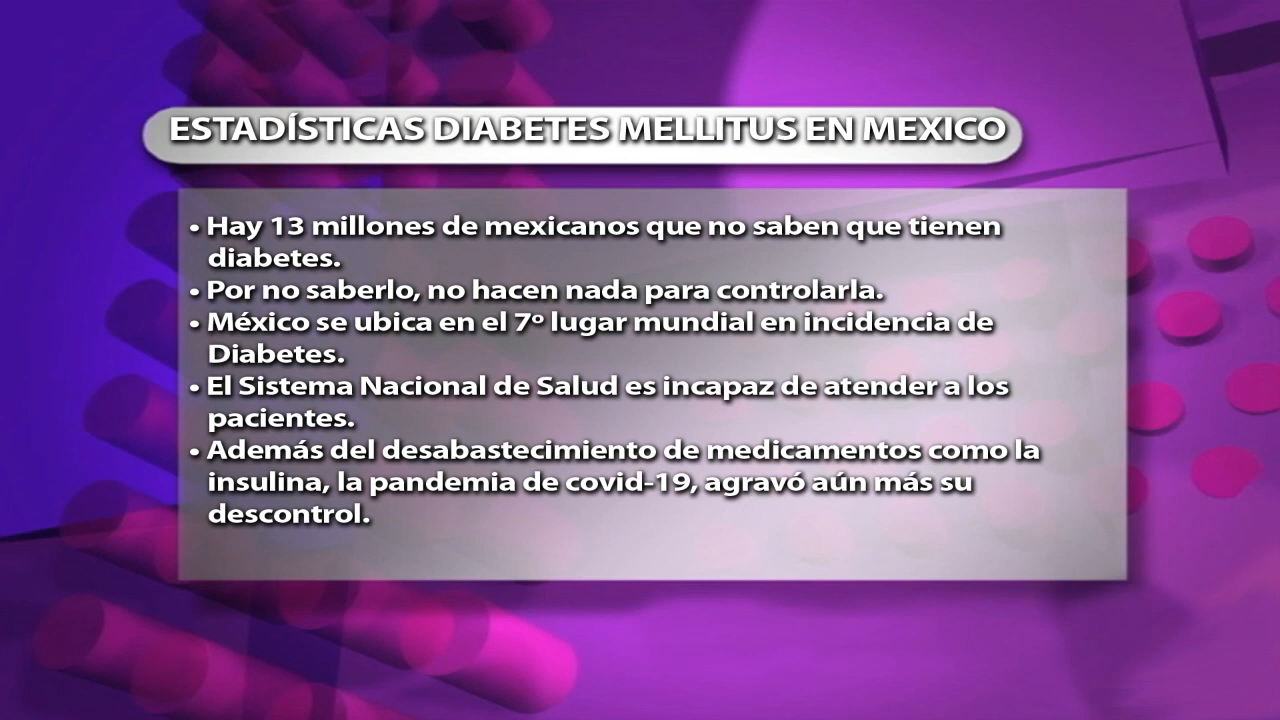 ESTADÍSTICAS DIABETES MELLITUS EN MEXICO
• Hay 13 millones de mexicanos que no saben que tienen
diabetes.
• Por no saberlo, no hacen nada para controlarla.
• México se ubica en el 7º lugar mundial en incidencia de
Diabetes.
• El Sistema Nacional de Salud es incapaz de atender a los
pacientes.
• Además del desabastecimiento de medicamentos como la
insulina, la pandemia de covid-19, agravó aún más su
descontrol.